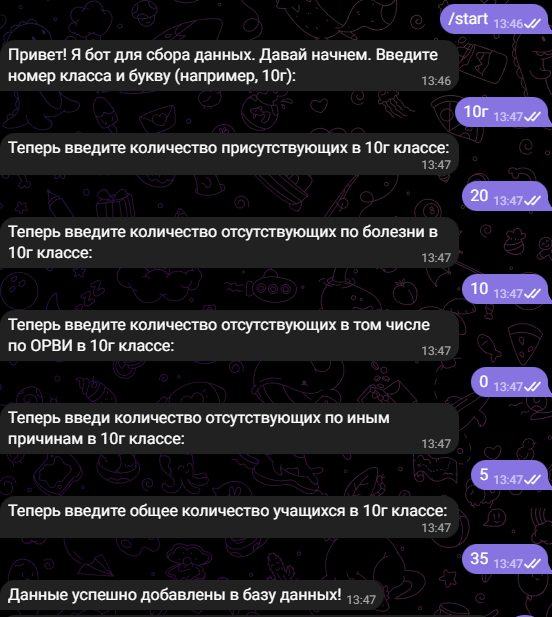 /start 13:46
Привет! Я бот для сбора данных. Давай начнем. Введите
номер класса и букву (например, 10г):
13:46
10г 13:47
Теперь введите количество присутствующих в 10г классе:
13:47
20 13:47
Теперь введите количество отсутствующих по болезни в
10г классе:
13:47
10 13:47
Теперь введите количество отсутствующих в том числе
по ОРВИ в 10г классе:
13:47
0 13:47
Теперь введи количество отсутствующих по иным
причинам в 10г классе:
13:47
5 13:47
Теперь введите общее количество учащихся в 10г классе:
13:47
35 13:47
Данные успешно добавлены в базу данных! 13:47